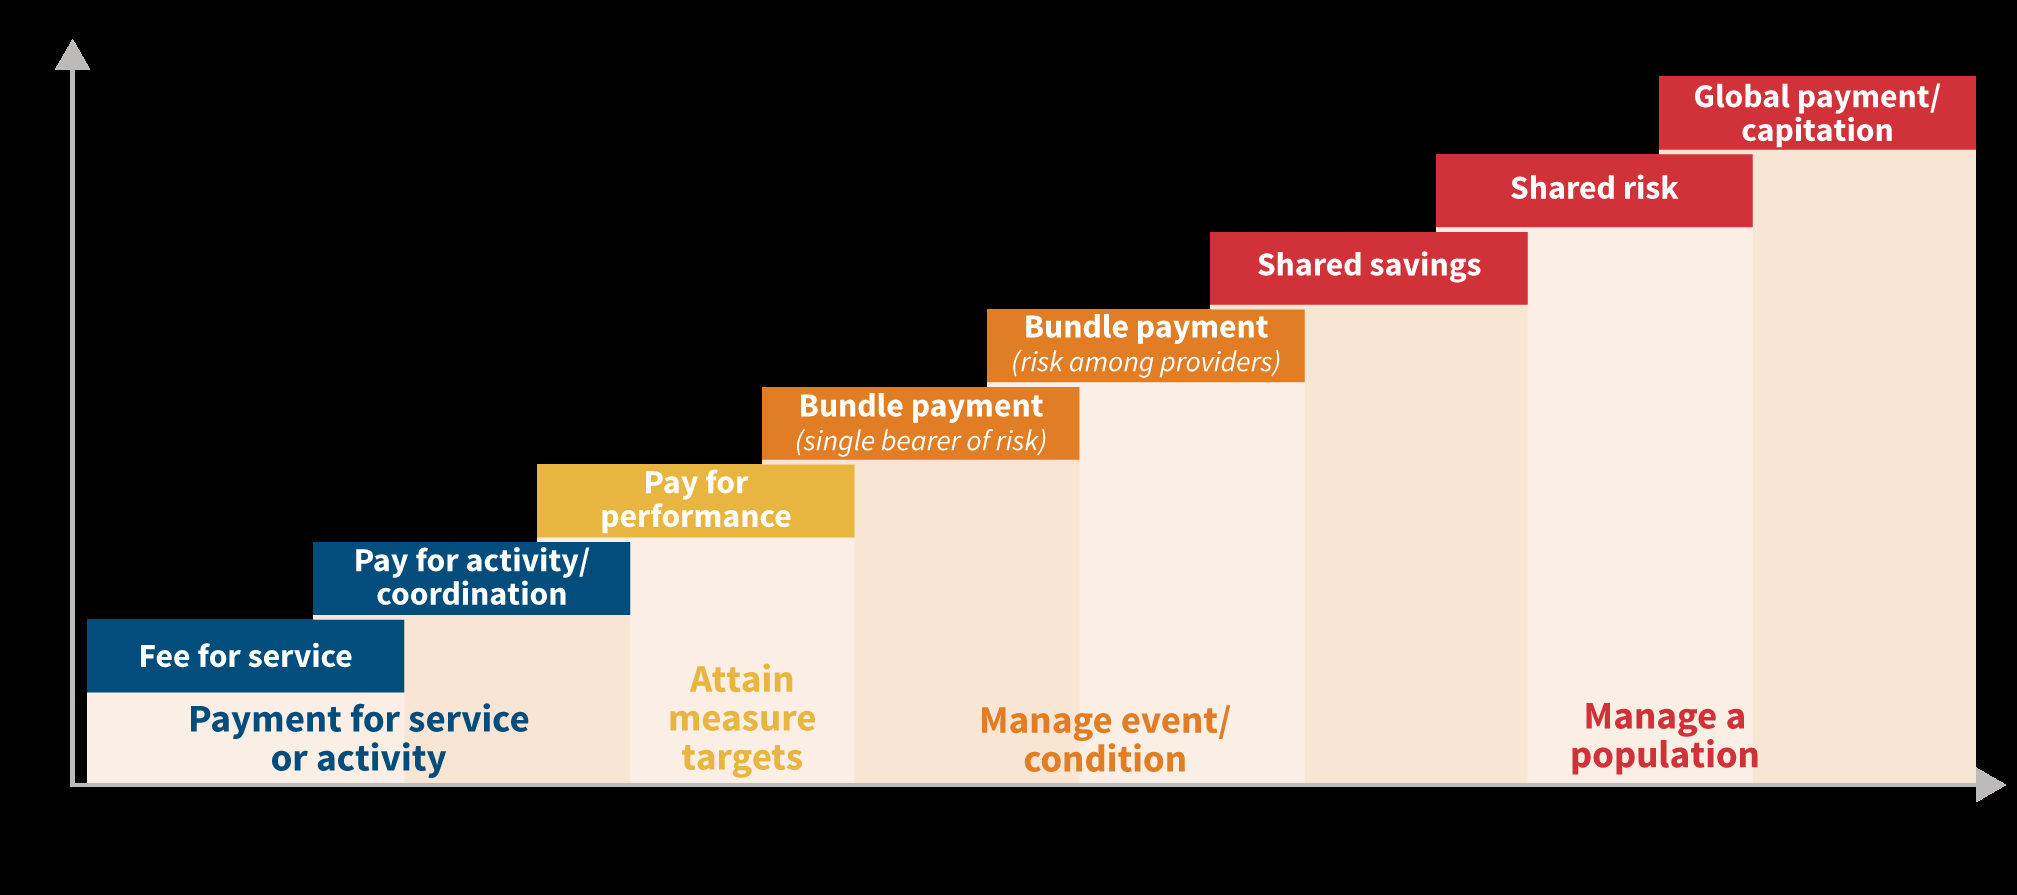 Global payment/
capitation
Shared risk
Shared savings
Bundle payment
(risk among providers)
Bundle payment
(single bearer of risk)
Pay for
performance
Pay for activity/
coordination
Fee for service
Payment for service
or activity
Attain
measure
targets
Manage event/
condition
Manage a
population